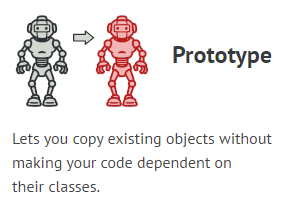 Prototype
Lets you copy existing objects without
making your code dependent on
their classes.